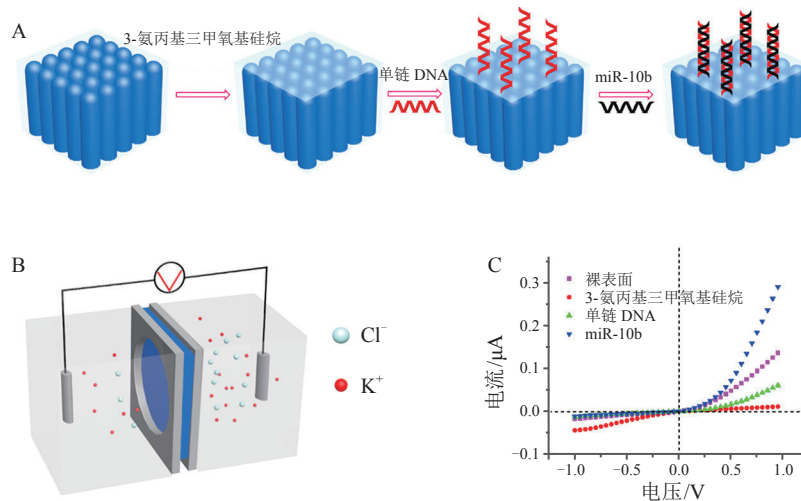 A
3-氨丙基三甲氧基硅烷
单链 DNA
miR-10b
B
Cl⁻
K⁺
C
裸表面
3-氨丙基三甲氧基硅烷
单链 DNA
miR-10b
电流/μA
0.3
0.2
0.1
0.0
−0.1
−1.0 −0.5 0.0 0.5 1.0
电压/V